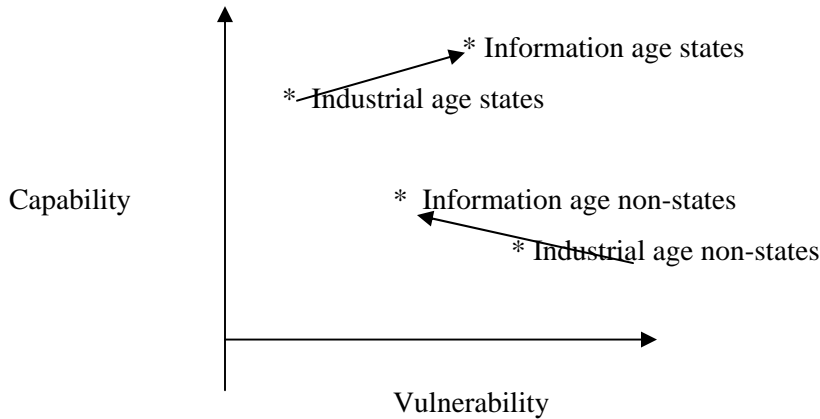 * Information age states
* Industrial age states
Capability
* Information age non-states
* Industrial age non-states
Vulnerability